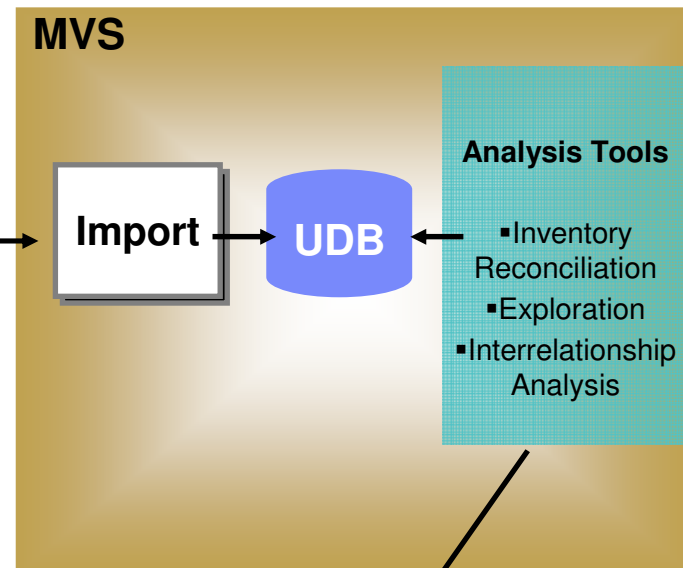 MVS
Import
UDB
Analysis Tools
▪Inventory
Reconciliation
▪Exploration
▪Interrelationship
Analysis